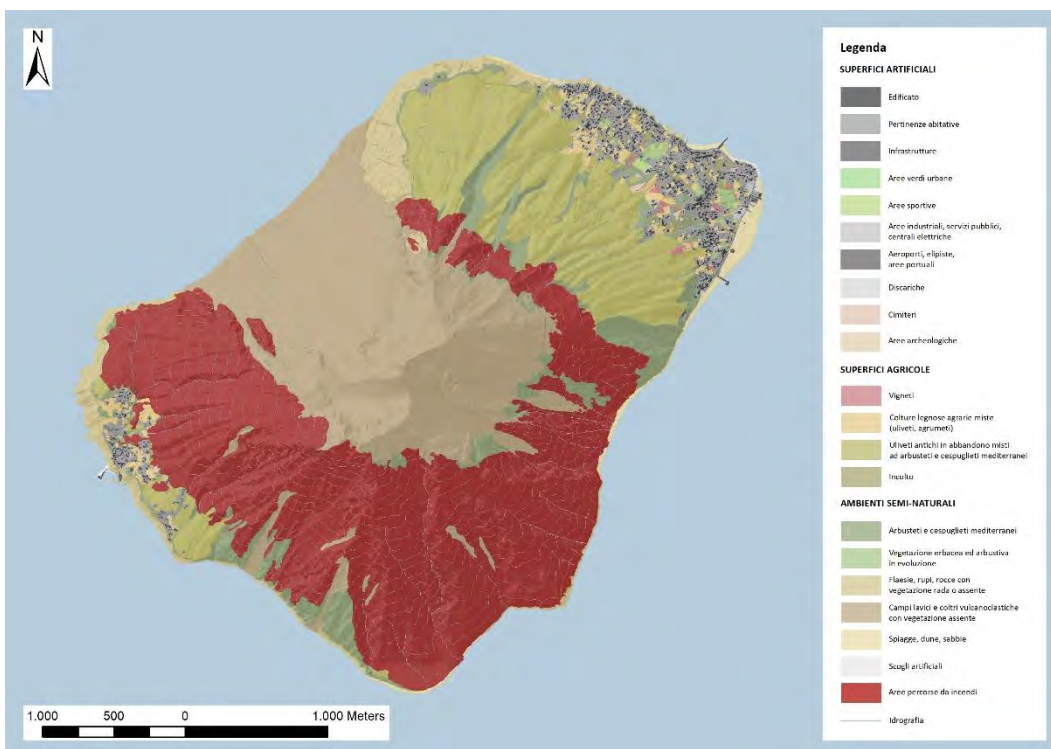 N
Legenda
SUPERFICI ARTIFICIALI
Edificato
Pertinenze abitative
Infrastrutture
Aree verdi urbane
Aree sportive
Aree industriali, servizi pubblici,
centrali elettriche
Aeroporti, elipiste,
aree portuali
Discariche
Cimiteri
Aree archeologiche
SUPERFICI AGRICOLE
Vigneti
Colture legnose agrarie miste
(uliveti, agrumeti)
Uliveti antichi in abbandono misti
ad arbusteti e cespuglieti mediterranei
Incolto
AMBIENTI SEMI-NATURALI
Arbusteti e cespuglieti mediterranei
Vegetazione erbacea ed arbustiva
in evoluzione
Flaesie, rupi, rocce con
vegetazione rada o assente
Campi lavici e coltri vulcanoclastiche
con vegetazione assente
Spiagge, dune, sabbie
Scogli artificiali
Aree percorse da incendi
Idrografia
1.000 500 0 1.000 Meters